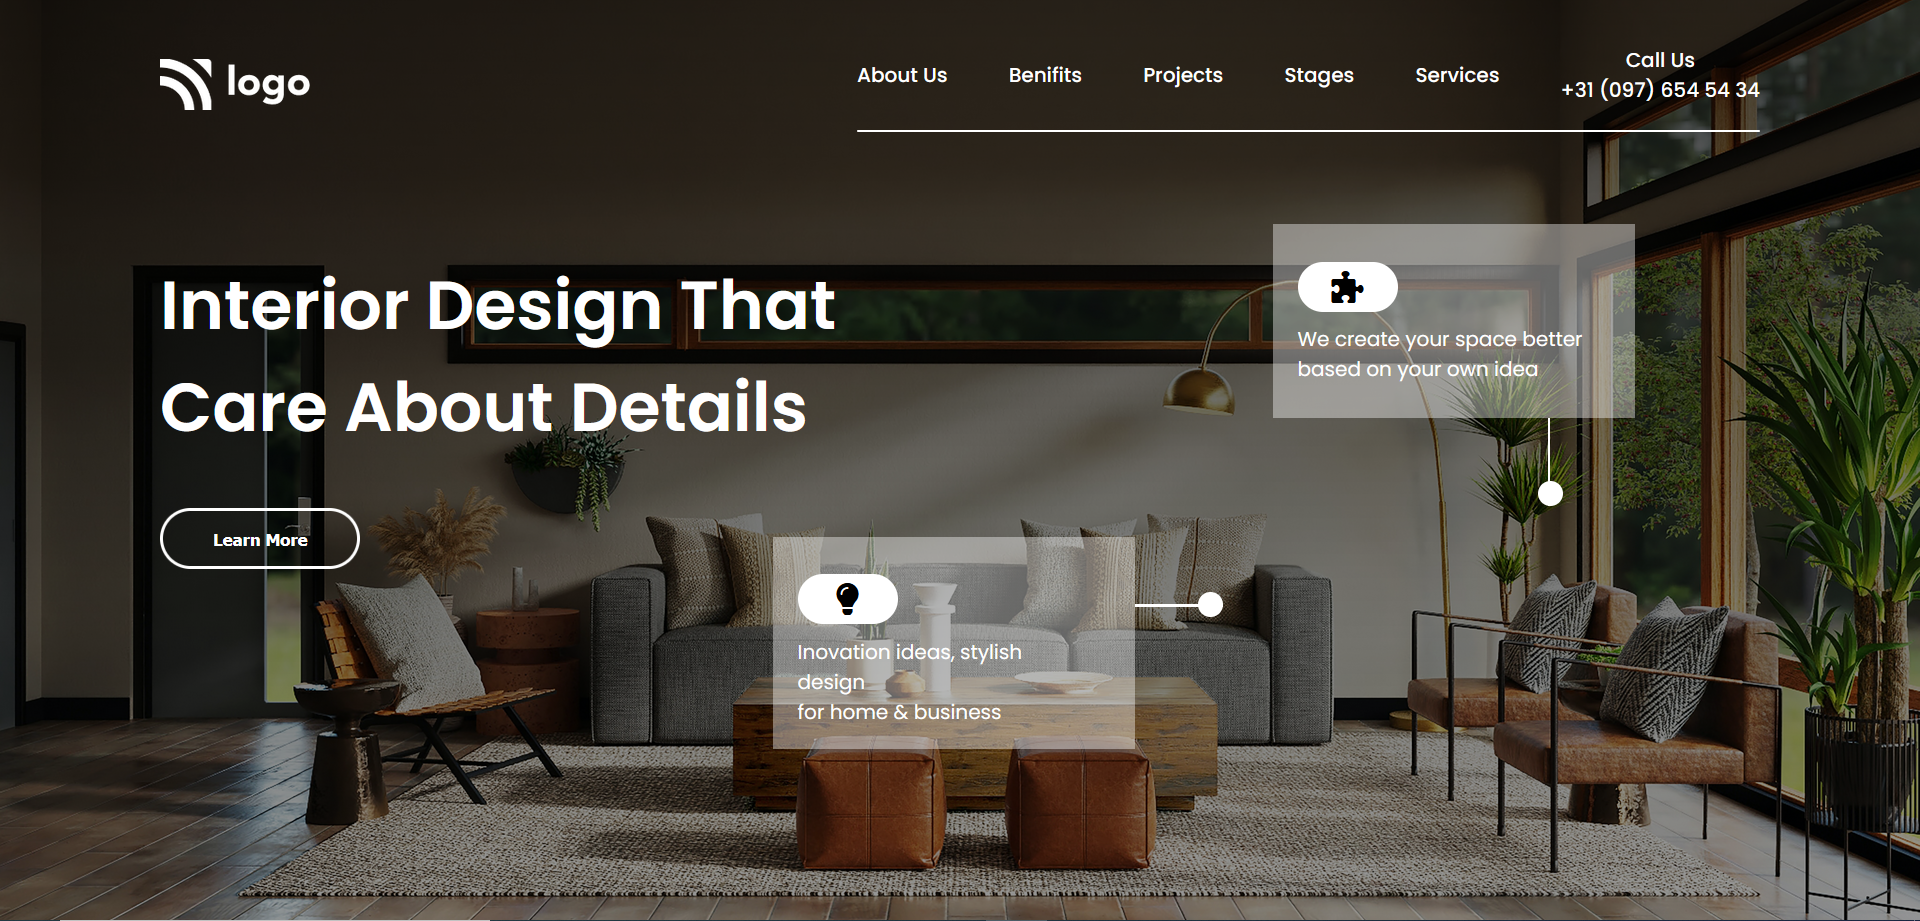 logo
About Us
Benifits
Projects
Stages
Services
Call Us
+31 (097) 654 54 34
Interior Design That
Care About Details
Learn More
We create your space better
based on your own idea
Inovation ideas, stylish
design
for home & business